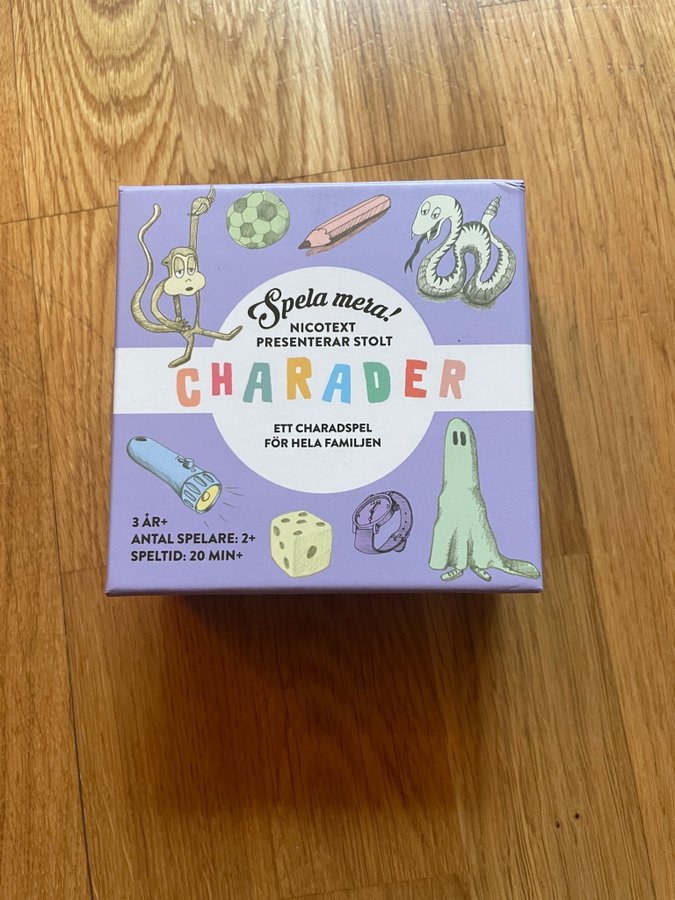 Spela mera!
NICOTEXT
PRESENTERAR STOLT
CHARADER
ETT CHARADSPEL
FÖR HELA FAMILJEN
3 ÅR+
ANTAL SPELARE: 2+
SPELTID: 20 MIN+